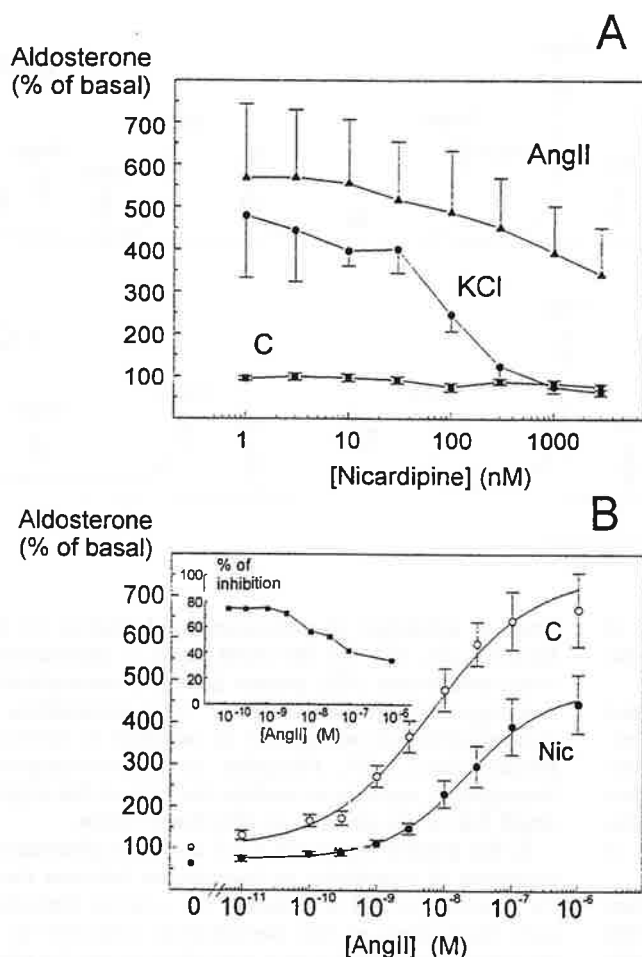 A
Aldosterone
(% of basal)
700
600
500
400
300
200
100
AngII
KCl
C
1 10 100 1000
[Nicardipine] (nM)
B
Aldosterone
(% of basal)
700
600
500
400
300
200
100
% of
inhibition
100
80
60
40
20
0
10⁻¹⁰ 10⁻⁹ 10⁻⁸ 10⁻⁷ 10⁻⁶
[AngII] (M)
C
Nic
0 10⁻¹¹ 10⁻¹⁰ 10⁻⁹ 10⁻⁸ 10⁻⁷ 10⁻⁶
[AngII] (M)